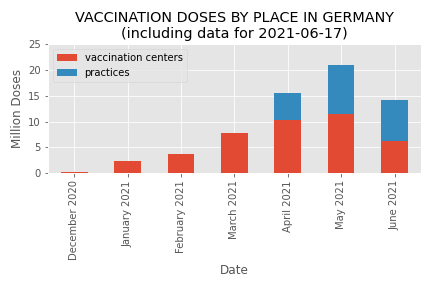 VACCINATION DOSES BY PLACE IN GERMANY
(including data for 2021-06-17)
Million Doses
25
20
15
10
5
0
vaccination centers
practices
December 2020
January 2021
February 2021
March 2021
April 2021
May 2021
June 2021
Date